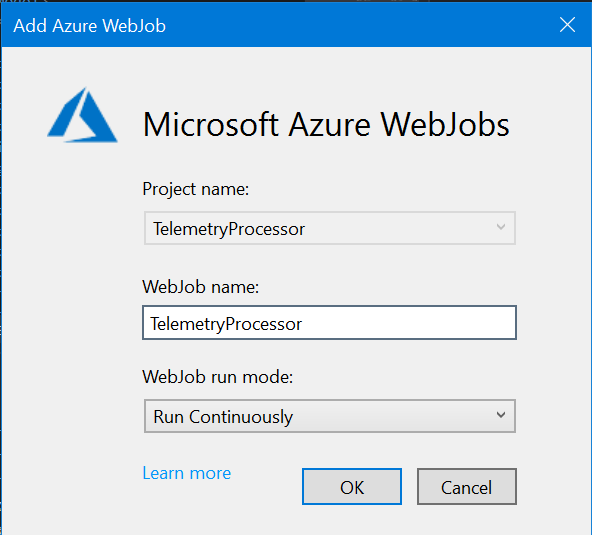 Add Azure WebJob
Microsoft Azure WebJobs
Project name:
TelemetryProcessor
WebJob name:
TelemetryProcessor
WebJob run mode:
Run Continuously
Learn more
OK
Cancel